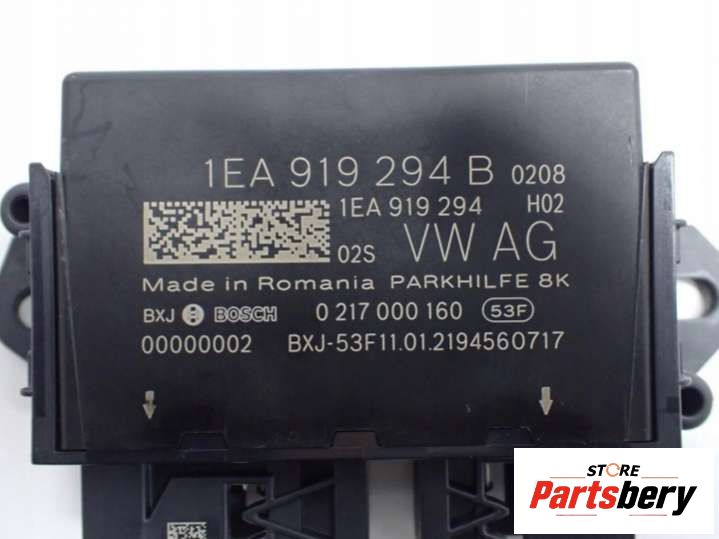 1EA 919 294 B 0208
1EA 919 294 H02
02S VW AG
Made in Romania PARKHILFE 8K
BXJ BOSCH 0 217 000 160 53F
00000002 BXJ-53F11.01.2194560717
STORE
Partsbery